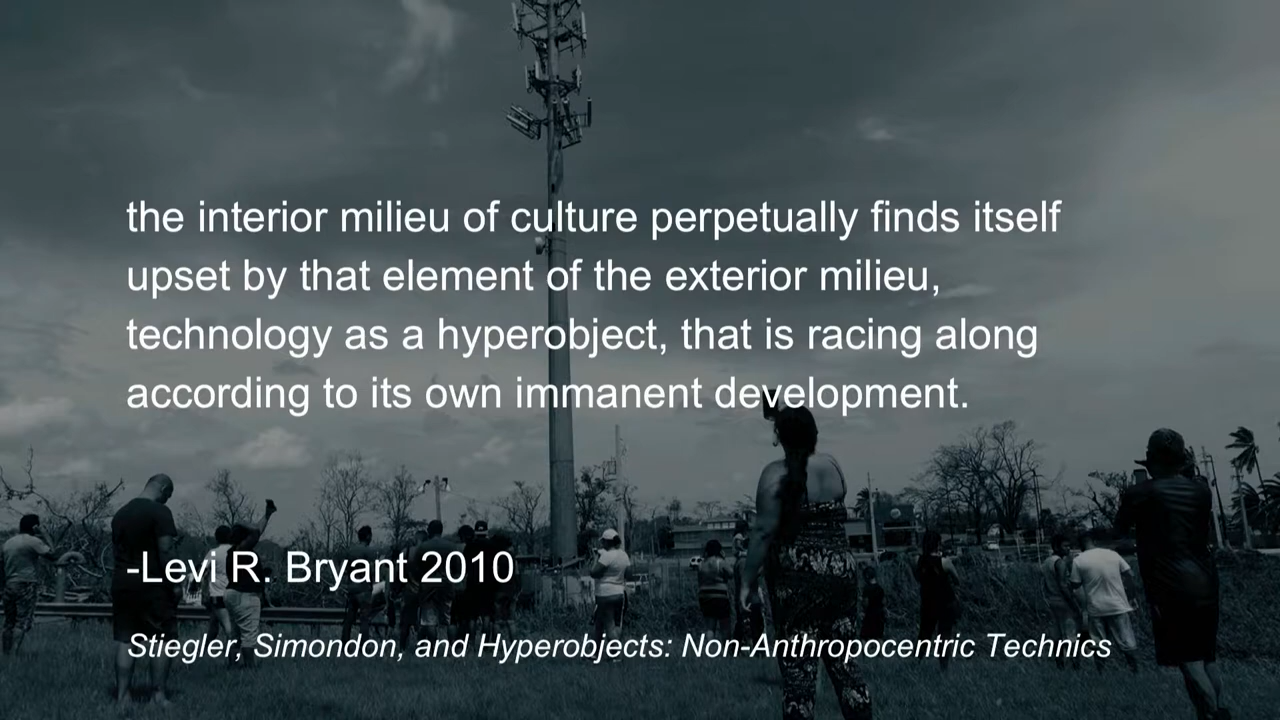 the interior milieu of culture perpetually finds itself
upset by that element of the exterior milieu,
technology as a hyperobject, that is racing along
according to its own immanent development.
-Levi R. Bryant 2010
Stiegler, Simondon, and Hyperobjects: Non-Anthropocentric Technics